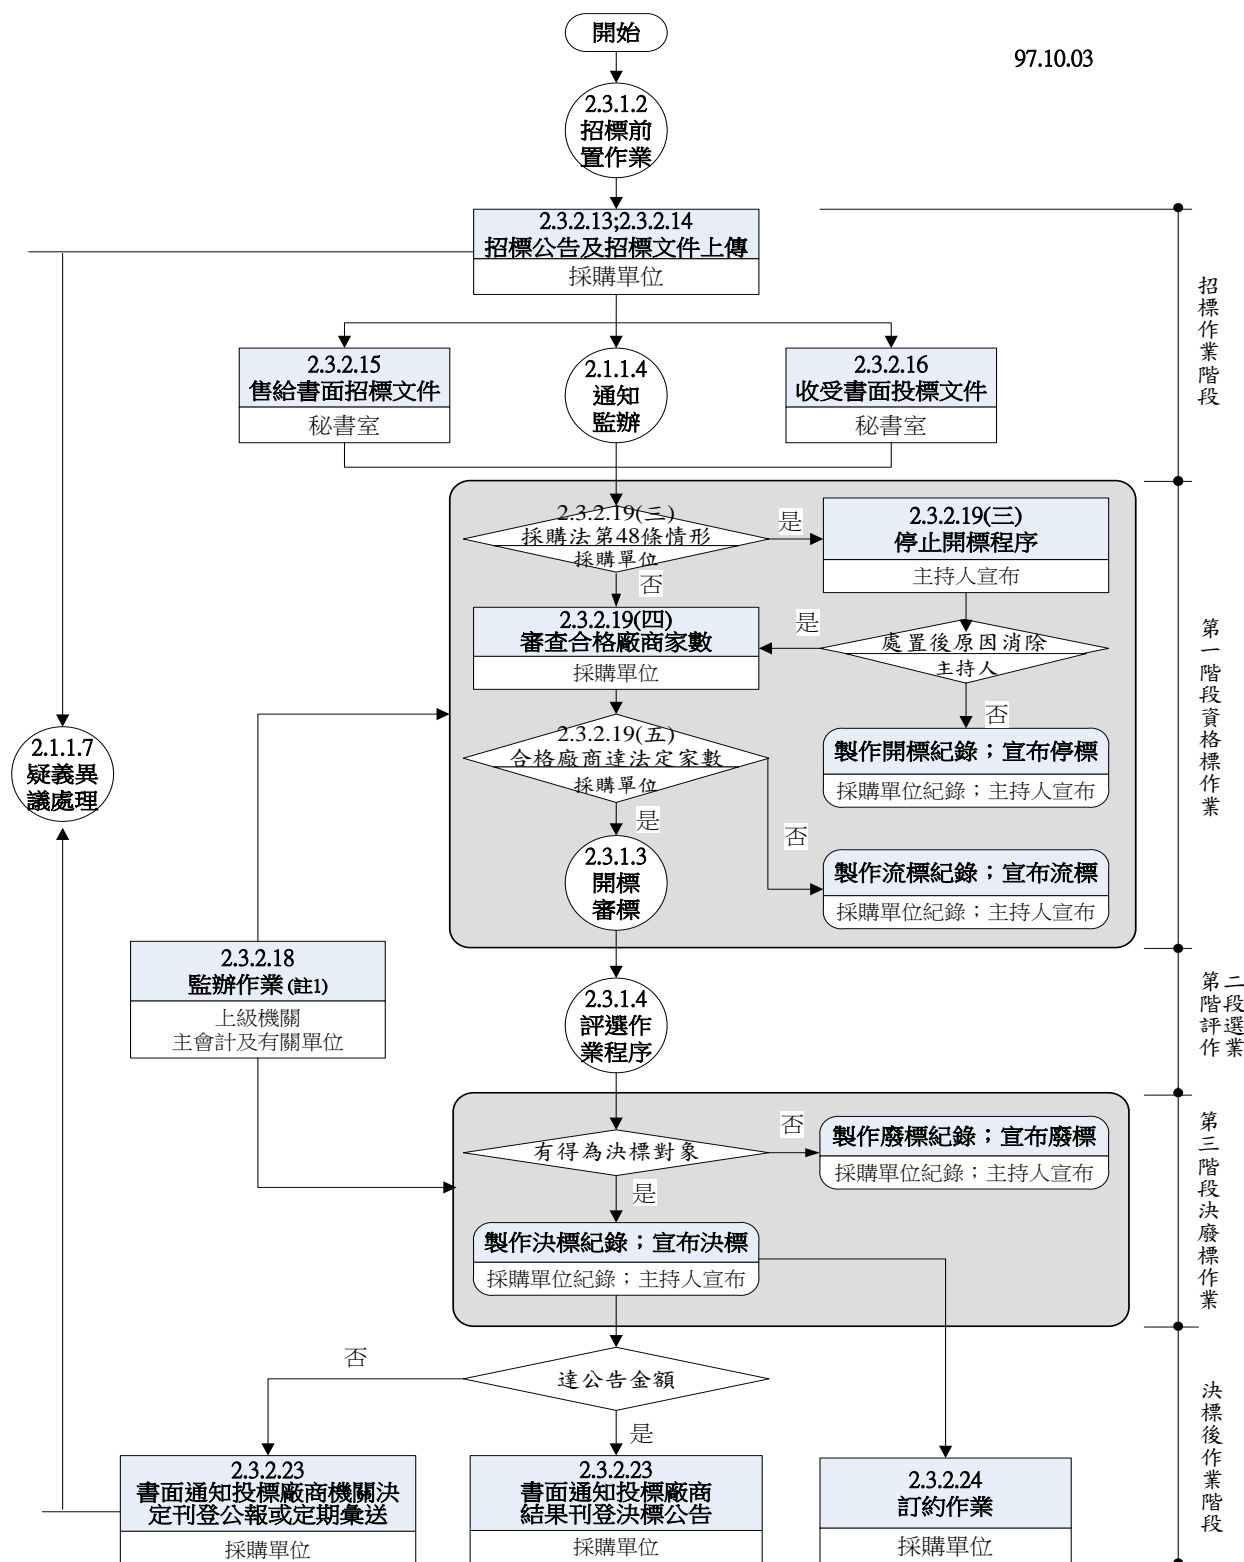 開始
97.10.03
2.3.1.2
招標前
置作業
2.3.2.13;2.3.2.14
招標公告及招標文件上傳
採購單位
招標作業階段
2.3.2.15
售給書面招標文件
秘書室
2.1.1.4
通知
監辦
2.3.2.16
收受書面投標文件
秘書室
2.3.2.19(三)
採購法第48條情形
採購單位
是
否
2.3.2.19(三)
停止開標程序
主持人宣布
2.3.2.19(四)
審查合格廠商家數
採購單位
是
處置後原因消除
主持人
否
第一階段資格標作業
2.3.2.19(五)
合格廠商達法定家數
採購單位
是
否
製作開標紀錄；宣布停標
採購單位紀錄；主持人宣布
2.1.1.7
疑義異
議處理
2.3.1.3
開標
審標
製作流標紀錄；宣布流標
採購單位紀錄；主持人宣布
2.3.2.18
監辦作業(註1)
上級機關
主會計及有關單位
2.3.1.4
評選作
業程序
第二階段評選作業
有得為決標對象
否
是
製作廢標紀錄；宣布廢標
採購單位紀錄；主持人宣布
製作決標紀錄；宣布決標
採購單位紀錄；主持人宣布
第三階段決廢標作業
達公告金額
否
是
2.3.2.23
書面通知投標廠商機關決
定刊登公報或定期彙送
採購單位
2.3.2.23
書面通知投標廠商
結果刊登決標公告
採購單位
2.3.2.24
訂約作業
採購單位
決標後作業階段